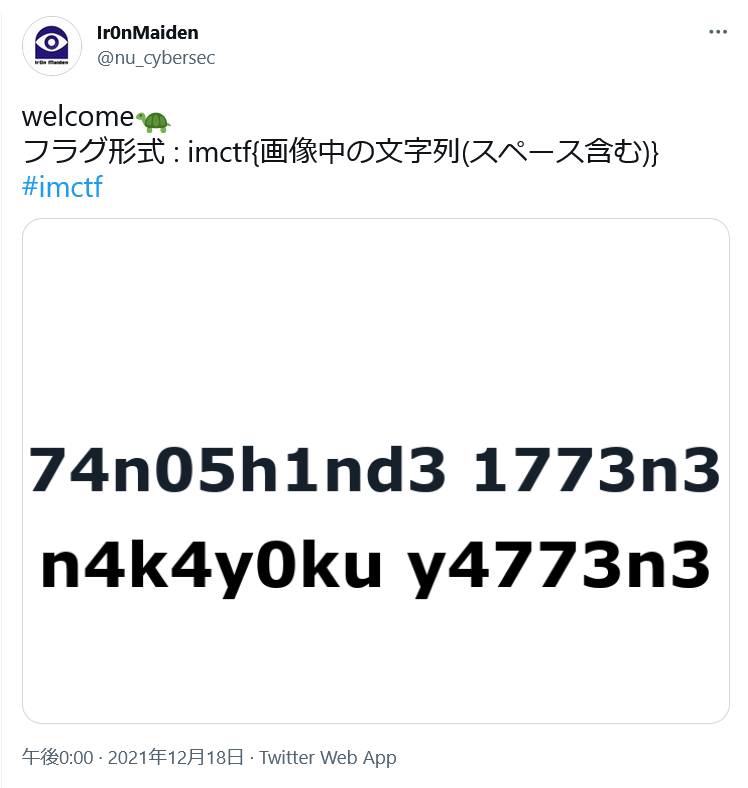 Ir0nMaiden
@nu_cybersec
welcome🐢
フラグ形式 : imctf{画像中の文字列(スペース含む)}
#imctf
74n05h1nd3 1773n3
n4k4y0ku y4773n3
午後0:00 · 2021年12月18日 · Twitter Web App